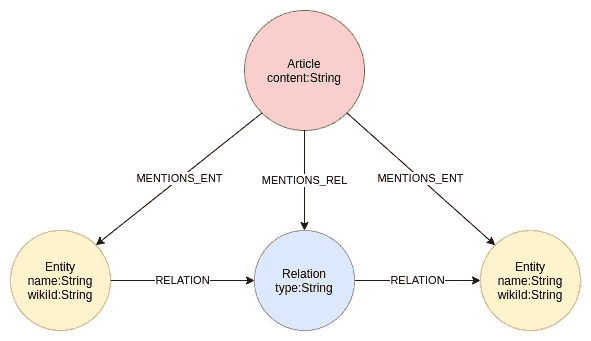 Article
content:String
MENTIONS_ENT
MENTIONS_REL
MENTIONS_ENT
Entity
name:String
wikiId:String
RELATION
Relation
type:String
RELATION
Entity
name:String
wikiId:String